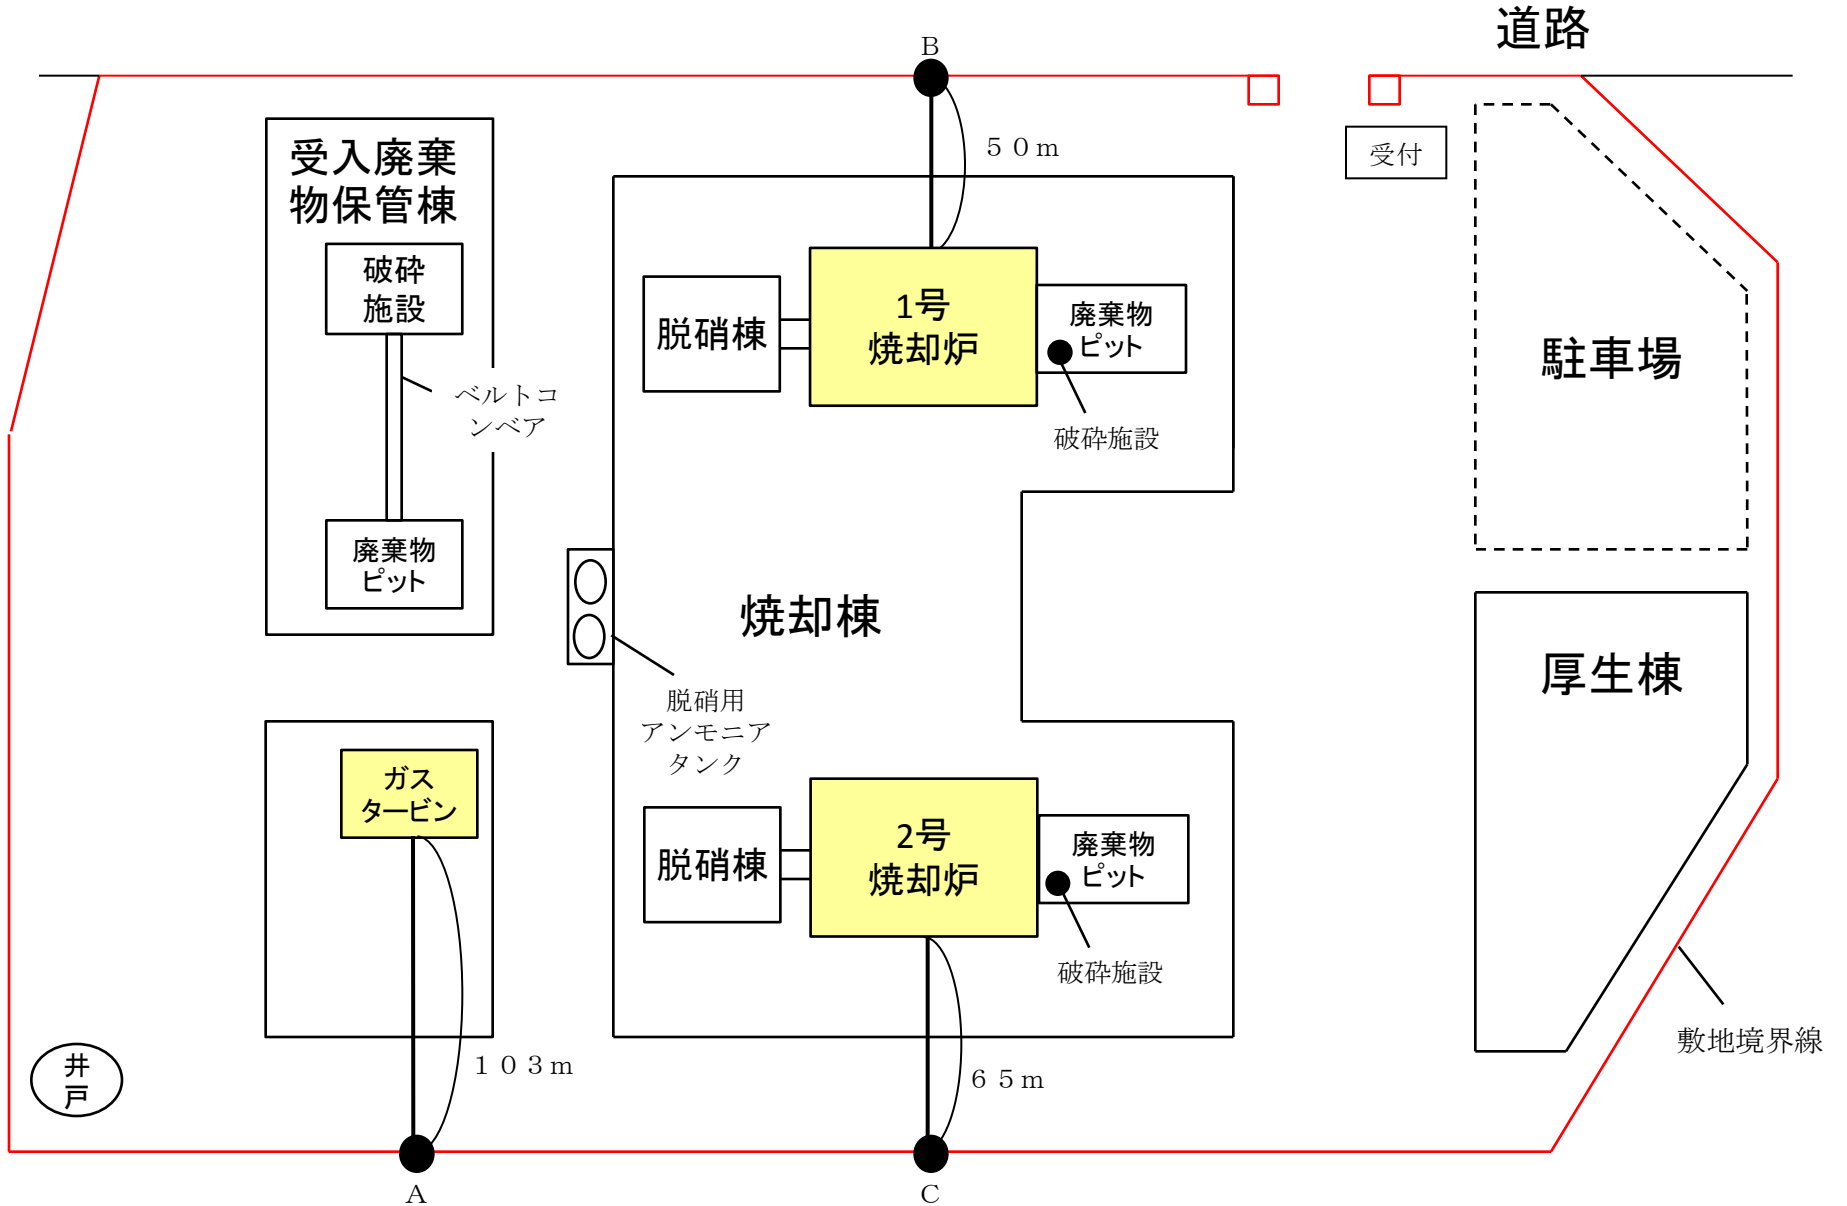 道路
B
５０m
受付
受入廃棄
物保管棟
破砕
施設
ベルトコ
ンベア
廃棄物
ピット
脱硝棟
1号
焼却炉
廃棄物
ピット
破砕施設
駐車場
焼却棟
脱硝用
アンモニア
タンク
厚生棟
ガス
タービン
脱硝棟
2号
焼却炉
廃棄物
ピット
破砕施設
敷地境界線
井
戸
１０３m
６５m
A
C